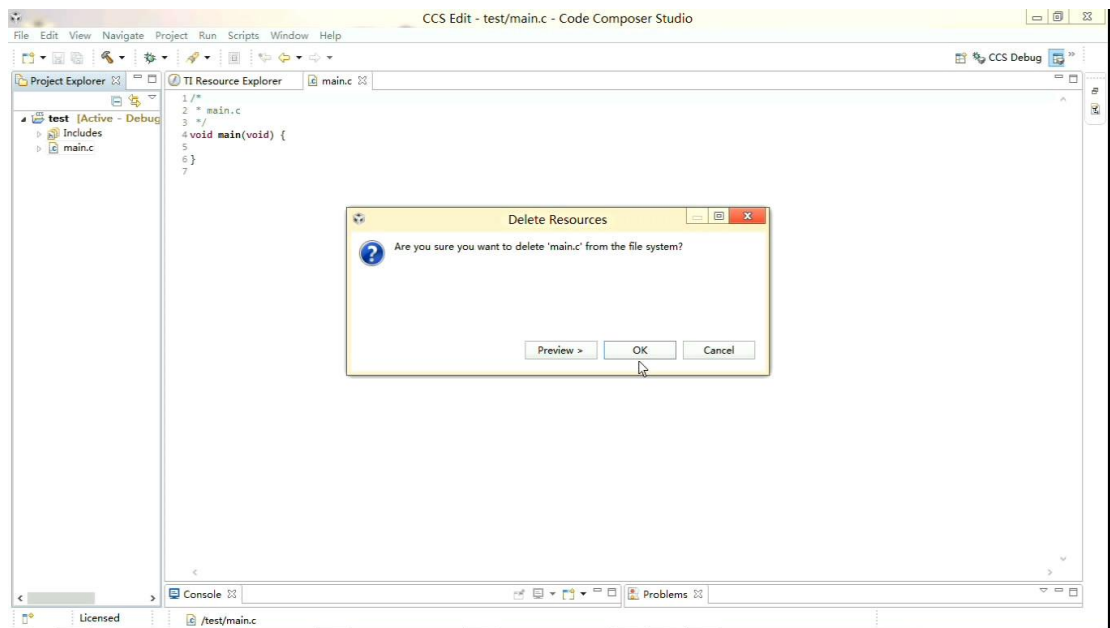 CCS Edit - test/main.c - Code Composer Studio
File Edit View Navigate Project Run Scripts Window Help
CCS Debug
Project Explorer
TI Resource Explorer
main.c
test [Active - Debug
Includes
main.c
1 /*
2 * main.c
3 */
4 void main(void) {
5
6 }
7
Delete Resources
Are you sure you want to delete 'main.c' from the file system?
Preview >
OK
Cancel
Console
Problems
Licensed
/test/main.c